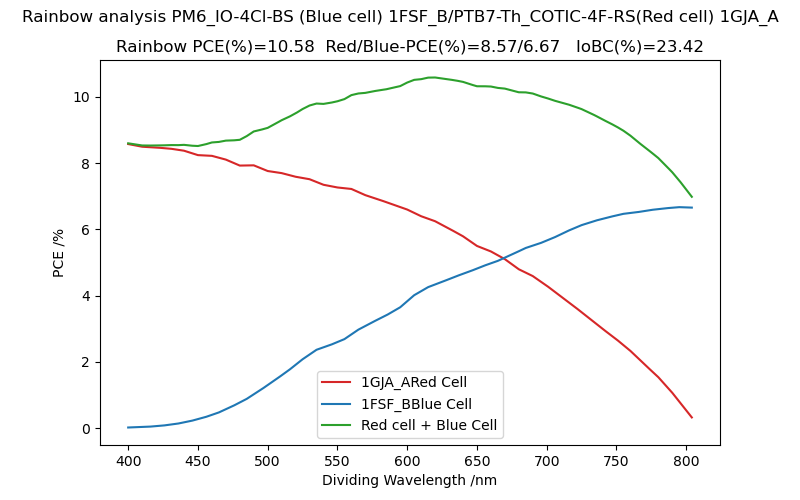 Rainbow analysis PM6_IO-4Cl-BS (Blue cell) 1FSF_B/PTB7-Th_COTIC-4F-RS(Red cell) 1GJA_A
Rainbow PCE(%)=10.58  Red/Blue-PCE(%)=8.57/6.67   IoBC(%)=23.42
PCE /%
10
8
6
4
2
0
1GJA_ARed Cell
1FSF_BBlue Cell
Red cell + Blue Cell
400 450 500 550 600 650 700 750 800
Dividing Wavelength /nm